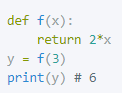 def f(x):
    return 2*x
y = f(3)
print(y) # 6